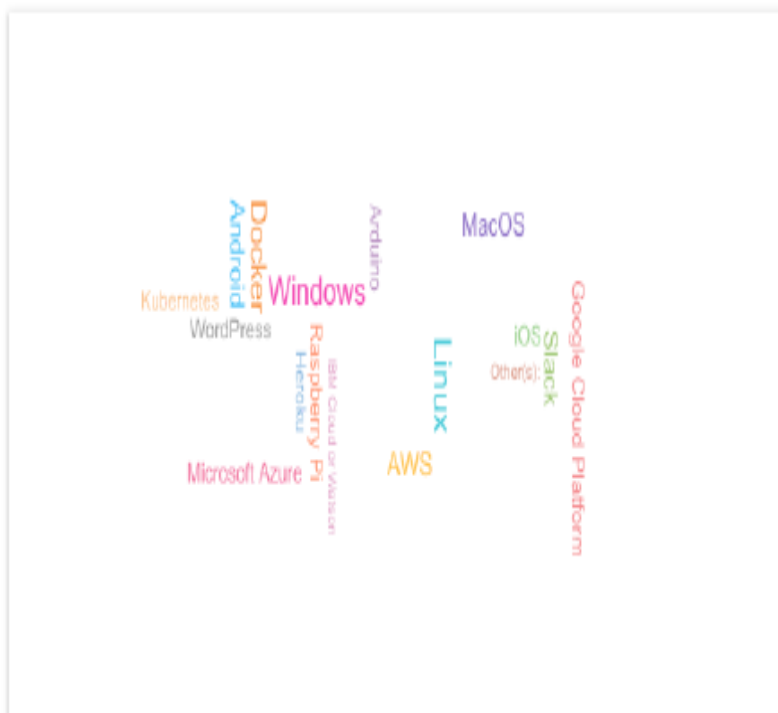 Docker
Android
Arduino
MacOS
Windows
Kubernetes
WordPress
Google Cloud Platform
Raspberry Pi
iOS
Slack
Linux
Heroku
IBM Cloud or Watson
Other(s):
AWS
Microsoft Azure